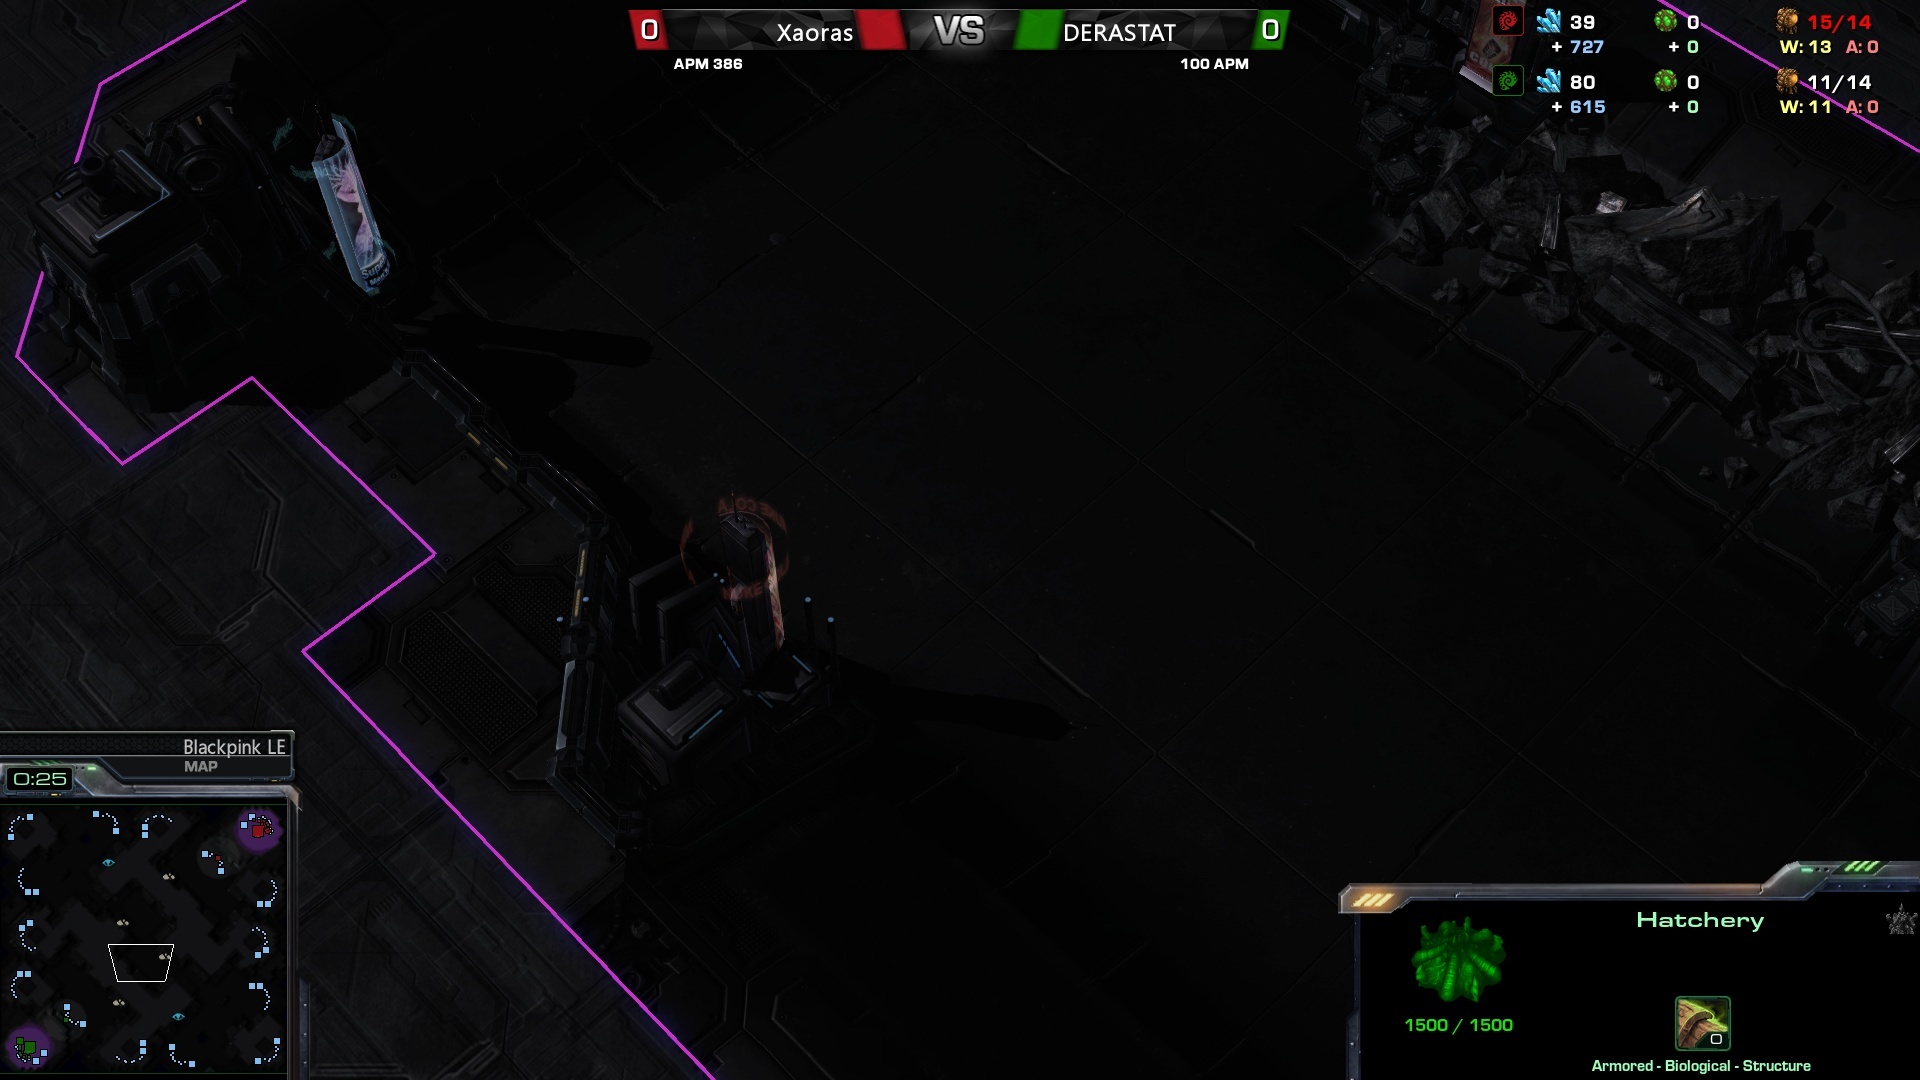 0 Xaoras VS DERASTAT 0
APM 386 100 APM
39 0 15/14
+ 727 + 0 W: 13 A: 0
80 0 11/14
+ 615 + 0 W: 11 A: 0
Blackpink LE
MAP
0:25
Hatchery
1500 / 1500
Armored - Biological - Structure